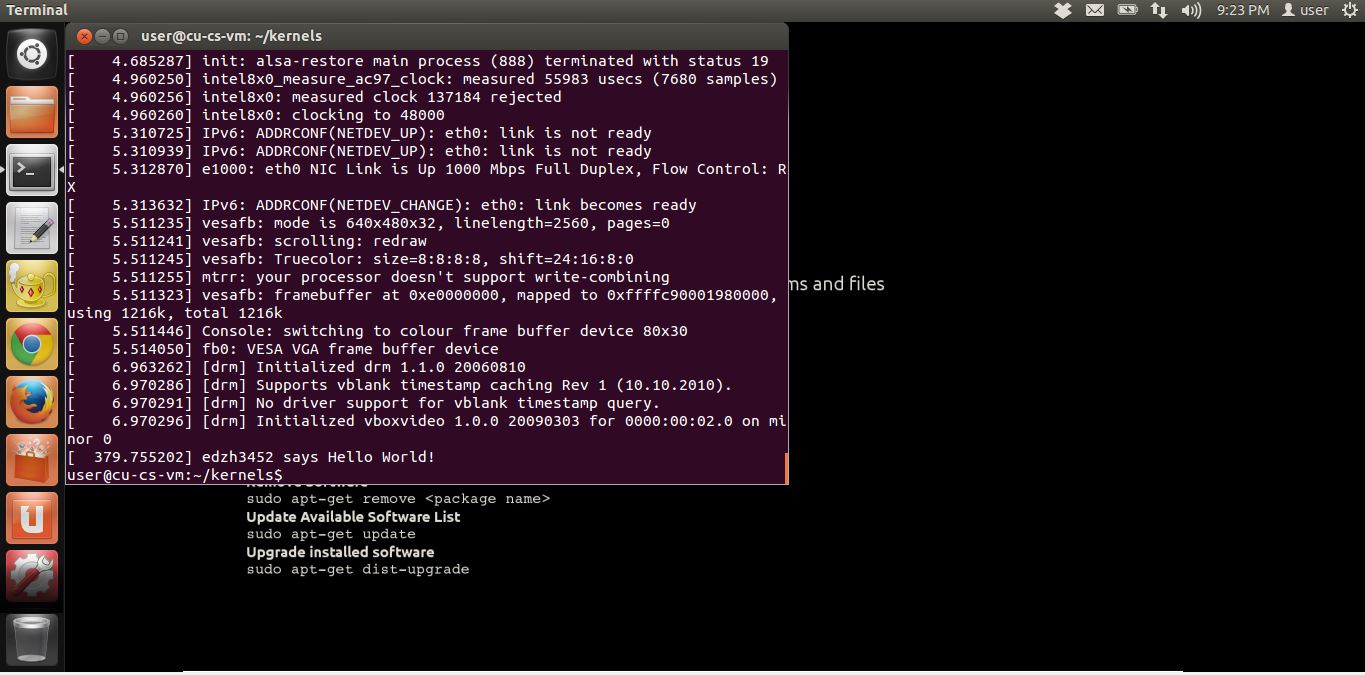 Terminal
9:23 PM
user
user@cu-cs-vm: ~/kernels
[    4.685287] init: alsa-restore main process (888) terminated with status 19
[    4.960250] intel8x0_measure_ac97_clock: measured 55983 usecs (7680 samples)
[    4.960256] intel8x0: measured clock 137184 rejected
[    4.960260] intel8x0: clocking to 48000
[    5.310725] IPv6: ADDRCONF(NETDEV_UP): eth0: link is not ready
[    5.310939] IPv6: ADDRCONF(NETDEV_UP): eth0: link is not ready
[    5.312870] e1000: eth0 NIC Link is Up 1000 Mbps Full Duplex, Flow Control: R
X
[    5.313632] IPv6: ADDRCONF(NETDEV_CHANGE): eth0: link becomes ready
[    5.511235] vesafb: mode is 640x480x32, linelength=2560, pages=0
[    5.511241] vesafb: scrolling: redraw
[    5.511245] vesafb: Truecolor: size=8:8:8:8, shift=24:16:8:0
[    5.511255] mtrr: your processor doesn't support write-combining
[    5.511323] vesafb: framebuffer at 0xe0000000, mapped to 0xffffc90001980000,
using 1216k, total 1216k
[    5.511446] Console: switching to colour frame buffer device 80x30
[    5.514050] fb0: VESA VGA frame buffer device
[    6.963262] [drm] Initialized drm 1.1.0 20060810
[    6.970286] [drm] Supports vblank timestamp caching Rev 1 (10.10.2010).
[    6.970291] [drm] No driver support for vblank timestamp query.
[    6.970296] [drm] Initialized vboxvideo 1.0.0 20090303 for 0000:00:02.0 on mi
nor 0
[  379.755202] edzh3452 says Hello World!
user@cu-cs-vm:~/kernels$
ms and files
Remove Software
sudo apt-get remove <package name>
Update Available Software List
sudo apt-get update
Upgrade installed software
sudo apt-get dist-upgrade